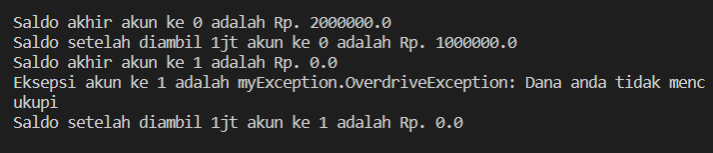 Saldo akhir akun ke 0 adalah Rp. 2000000.0
Saldo setelah diambil 1jt akun ke 0 adalah Rp. 1000000.0
Saldo akhir akun ke 1 adalah Rp. 0.0
Eksepsi akun ke 1 adalah myException.OverdriveException: Dana anda tidak menc
ukupi
Saldo setelah diambil 1jt akun ke 1 adalah Rp. 0.0